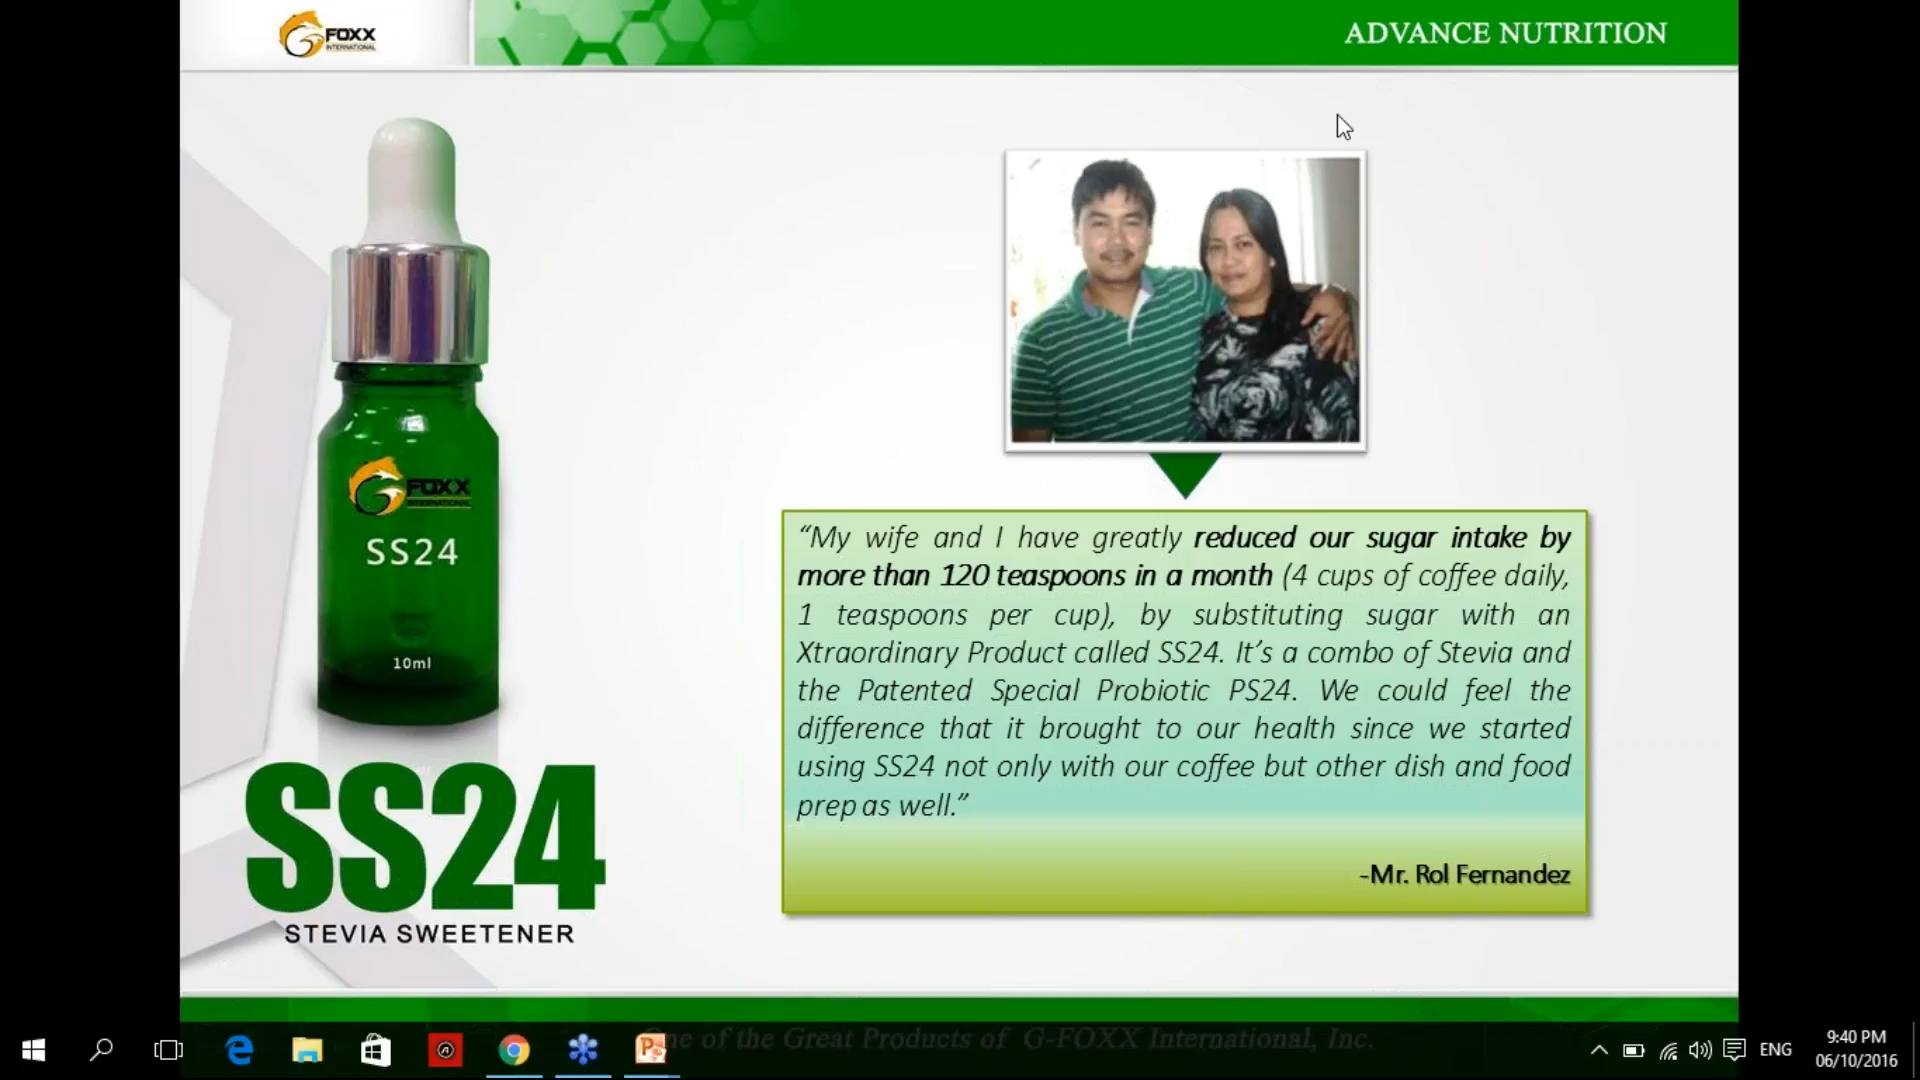 FOXX
INTERNATIONAL
ADVANCE NUTRITION
FOXX
INTERNATIONAL
SS24
10ml
SS24
STEVIA SWEETENER
“My wife and I have greatly reduced our sugar intake by
more than 120 teaspoons in a month (4 cups of coffee daily,
1 teaspoons per cup), by substituting sugar with an
Xtraordinary Product called SS24. It’s a combo of Stevia and
the Patented Special Probiotic PS24. We could feel the
difference that it brought to our health since we started
using SS24 not only with our coffee but other dish and food
prep as well.”
-Mr. Rol Fernandez
ne of the Great Products of G-FOXX International, Inc.
ENG
9:40 PM
06/10/2016